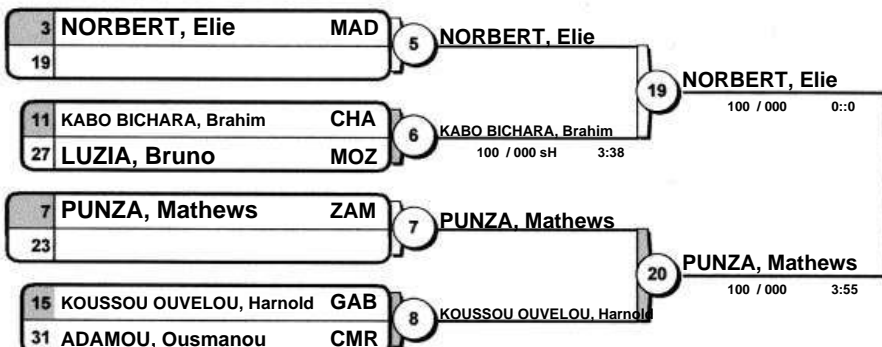 3 NORBERT, Elie MAD
19
5
NORBERT, Elie
11 KABO BICHARA, Brahim CHA
27 LUZIA, Bruno MOZ
6
KABO BICHARA, Brahim
100 / 000 sH 3:38
19
NORBERT, Elie
100 / 000 0::0
7 PUNZA, Mathews ZAM
23
7
PUNZA, Mathews
15 KOUSSOU OUVELOU, Harnold GAB
31 ADAMOU, Ousmanou CMR
8
KOUSSOU OUVELOU, Harnold
20
PUNZA, Mathews
100 / 000 3:55